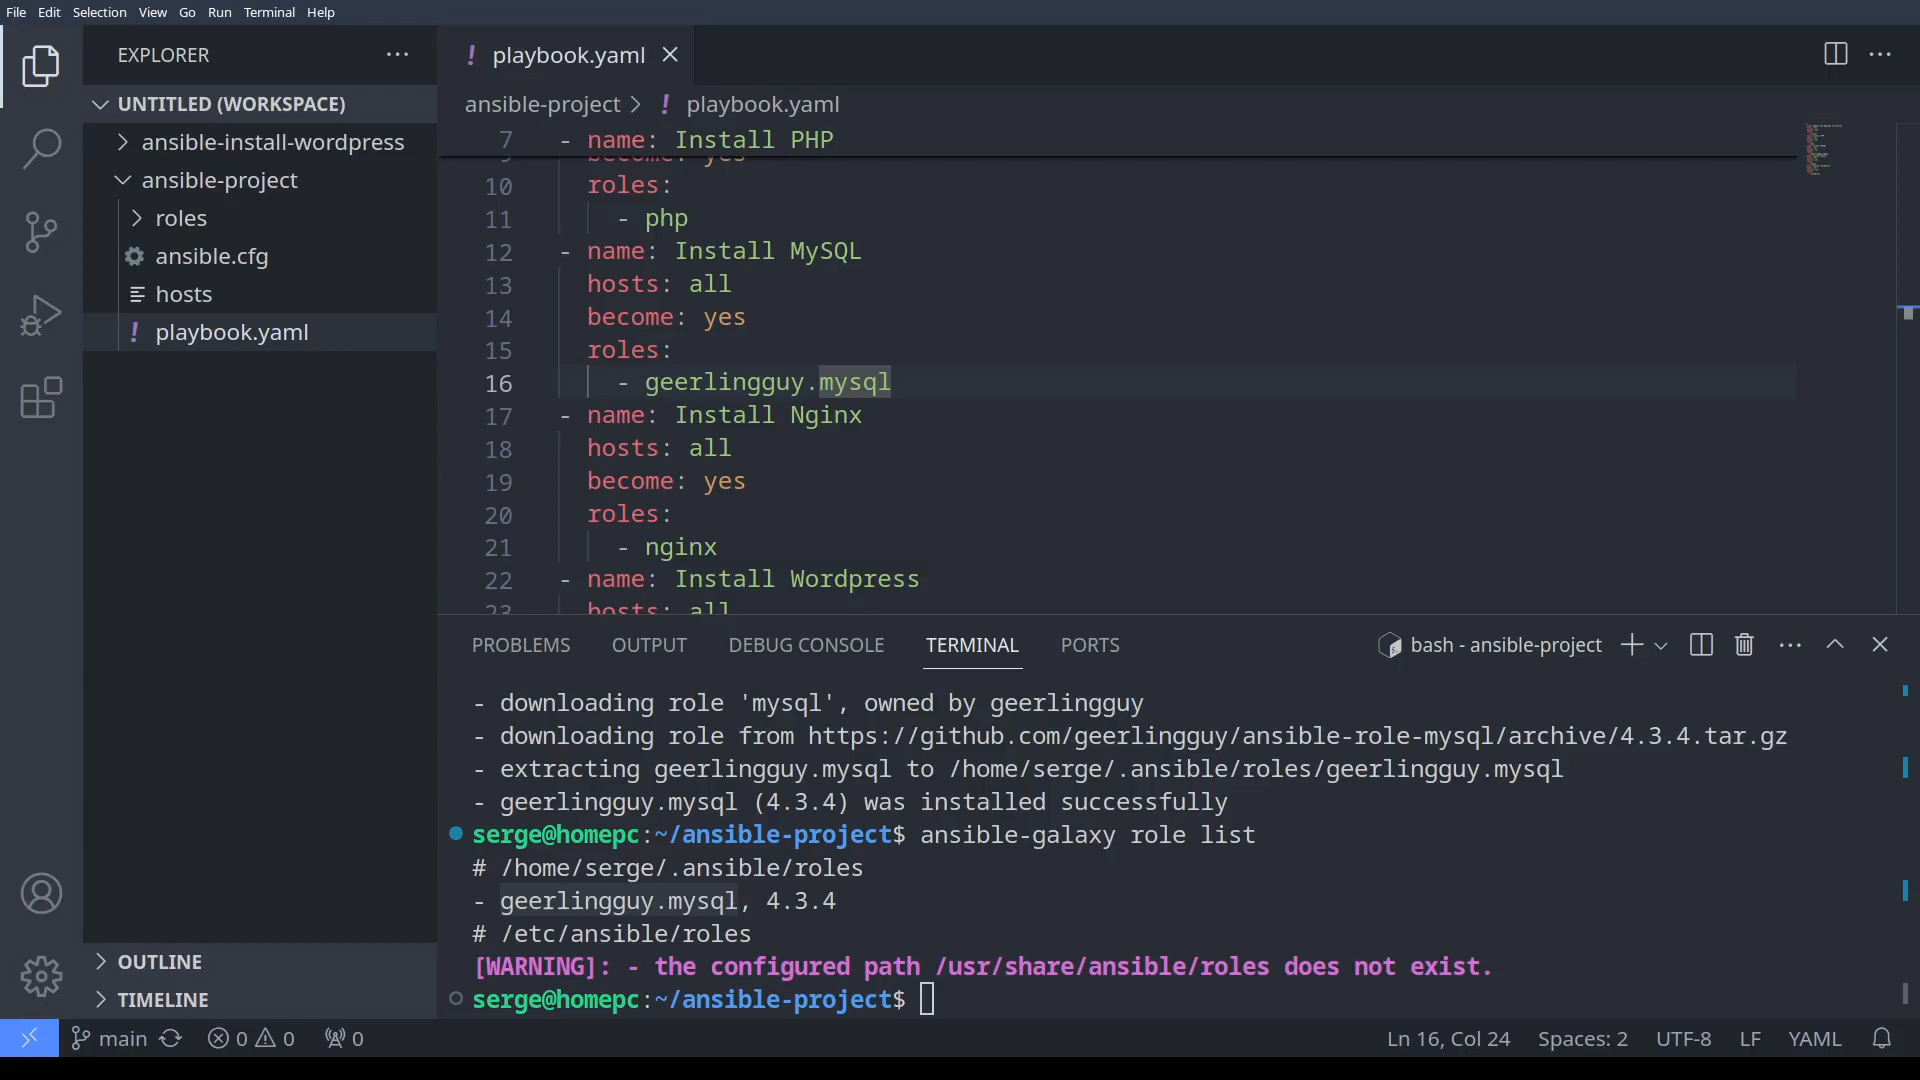 File Edit Selection View Go Run Terminal Help
EXPLORER
UNTITLED (WORKSPACE)
ansible-install-wordpress
ansible-project
roles
ansible.cfg
hosts
! playbook.yaml
OUTLINE
TIMELINE
! playbook.yaml
ansible-project > ! playbook.yaml
7 - name: Install PHP
9 become: yes
10 roles:
11 - php
12 - name: Install MySQL
13 hosts: all
14 become: yes
15 roles:
16 - geerlingguy.mysql
17 - name: Install Nginx
18 hosts: all
19 become: yes
20 roles:
21 - nginx
22 - name: Install Wordpress
23 hosts: all
PROBLEMS OUTPUT DEBUG CONSOLE TERMINAL PORTS bash - ansible-project
- downloading role 'mysql', owned by geerlingguy
- downloading role from https://github.com/geerlingguy/ansible-role-mysql/archive/4.3.4.tar.gz
- extracting geerlingguy.mysql to /home/serge/.ansible/roles/geerlingguy.mysql
- geerlingguy.mysql (4.3.4) was installed successfully
serge@homepc:~/ansible-project$ ansible-galaxy role list
# /home/serge/.ansible/roles
- geerlingguy.mysql, 4.3.4
# /etc/ansible/roles
[WARNING]: - the configured path /usr/share/ansible/roles does not exist.
serge@homepc:~/ansible-project$
main 0 0 0 Ln 16, Col 24 Spaces: 2 UTF-8 LF YAML